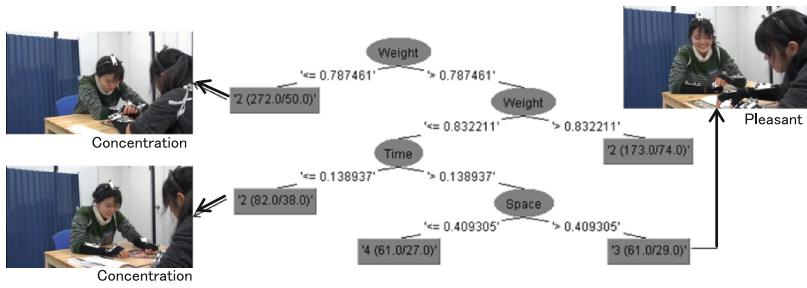 Weight
'<= 0.787461'
'> 0.787461'
'2 (272.0/50.0)'
Weight
Concentration
Pleasant
'<= 0.832211'
'> 0.832211'
Time
'2 (173.0/74.0)'
'<= 0.138937'
'> 0.138937'
'2 (82.0/38.0)'
Space
'<= 0.409305'
'> 0.409305'
'4 (61.0/27.0)'
'3 (61.0/29.0)'
Concentration